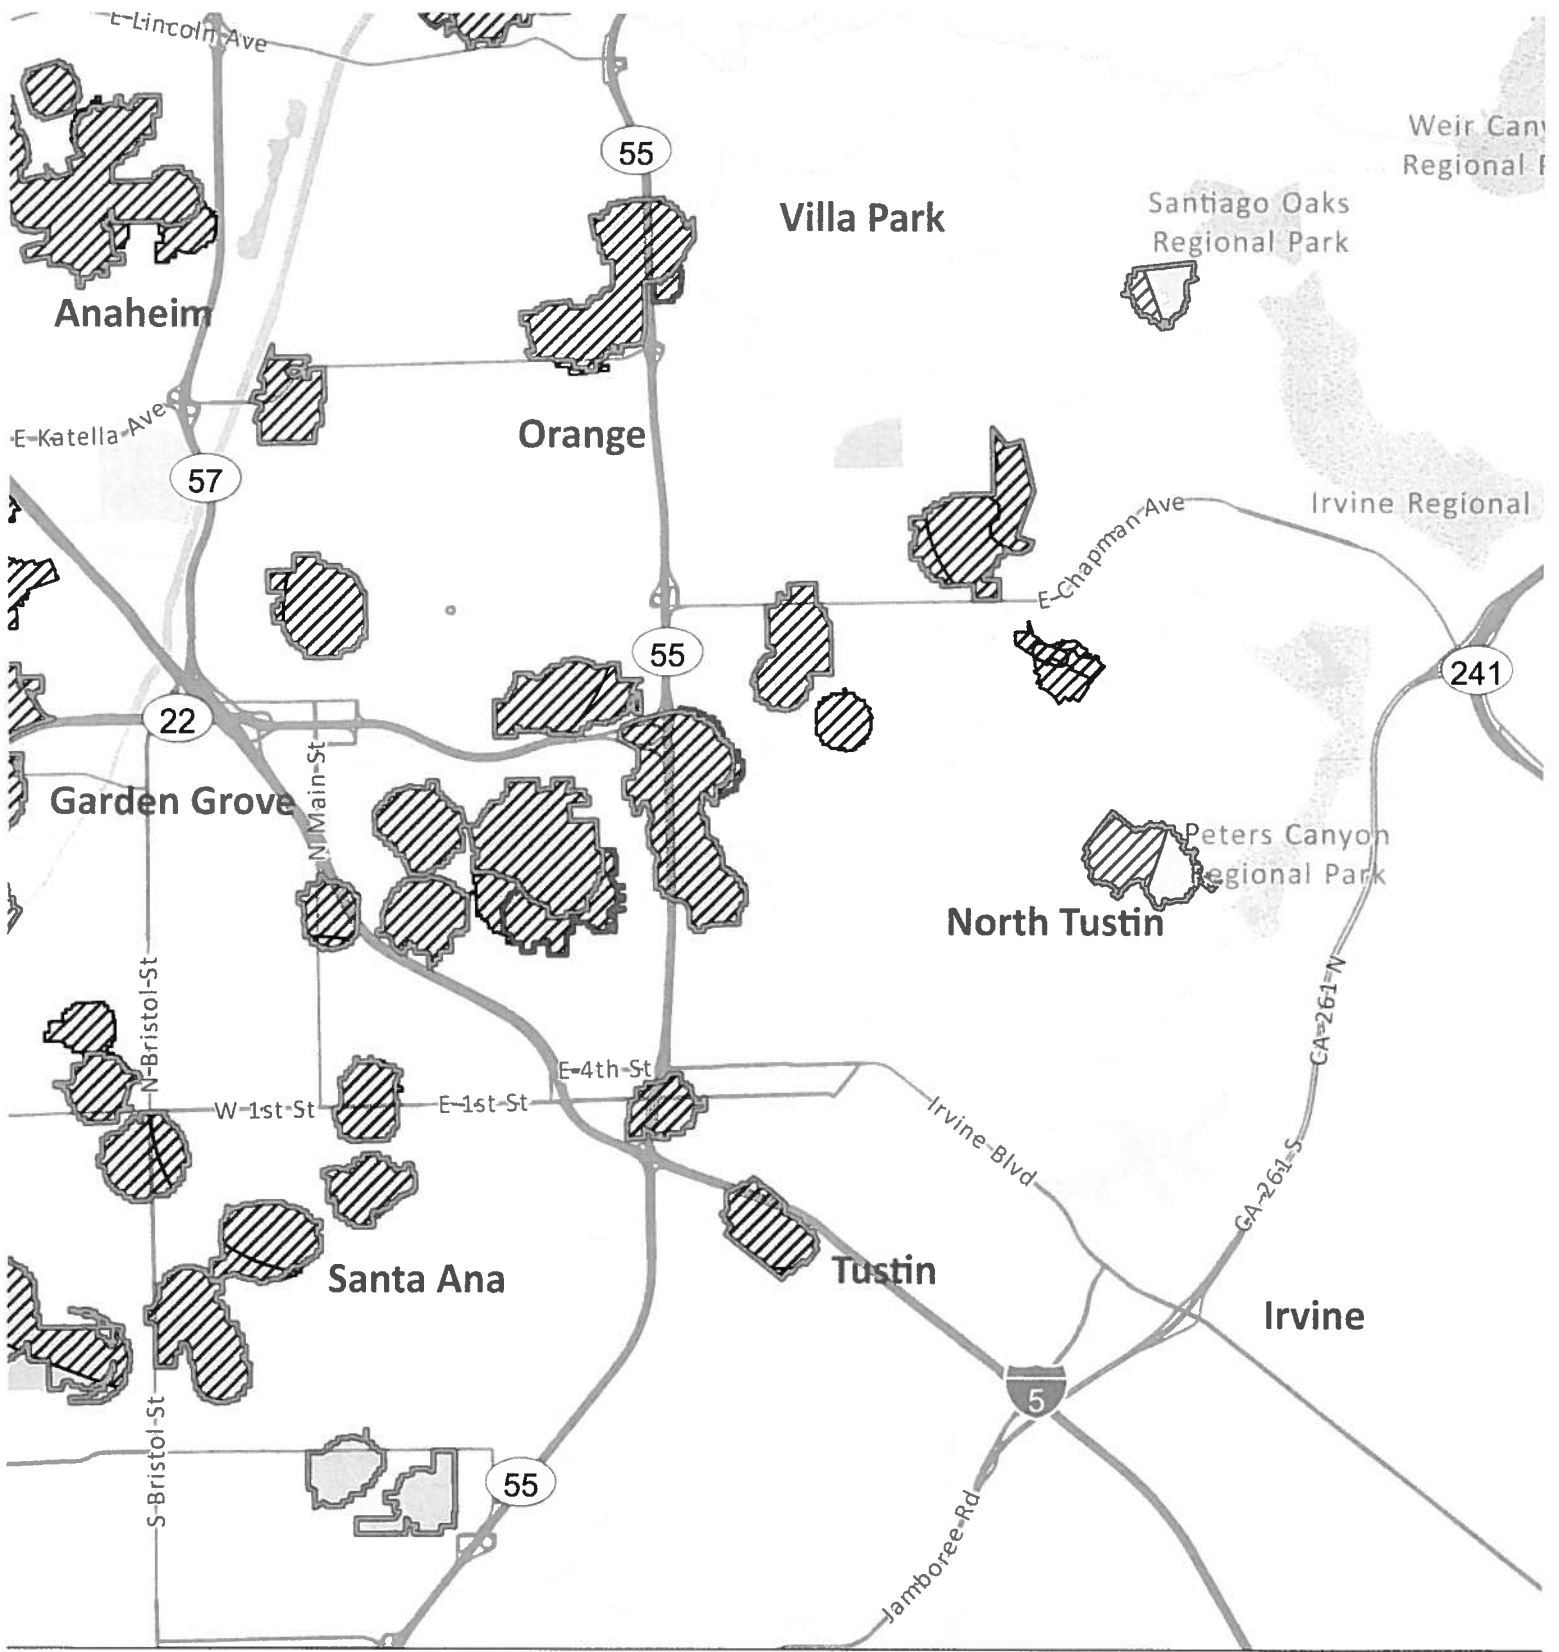 E Lincoln Ave
55
Weir Can
Regional
Villa Park
Santiago Oaks
Regional Park
Anaheim
E Katella Ave
Orange
57
E Chapman Ave
Irvine Regional
55
241
22
N Main St
Garden Grove
Peters Canyon
Regional Park
North Tustin
N Bristol St
CA-261 N
E 4th St
W 1st St
E 1st St
Irvine Blvd
CA-261 S
Santa Ana
Tustin
Irvine
5
S Bristol St
55
Jamboree Rd